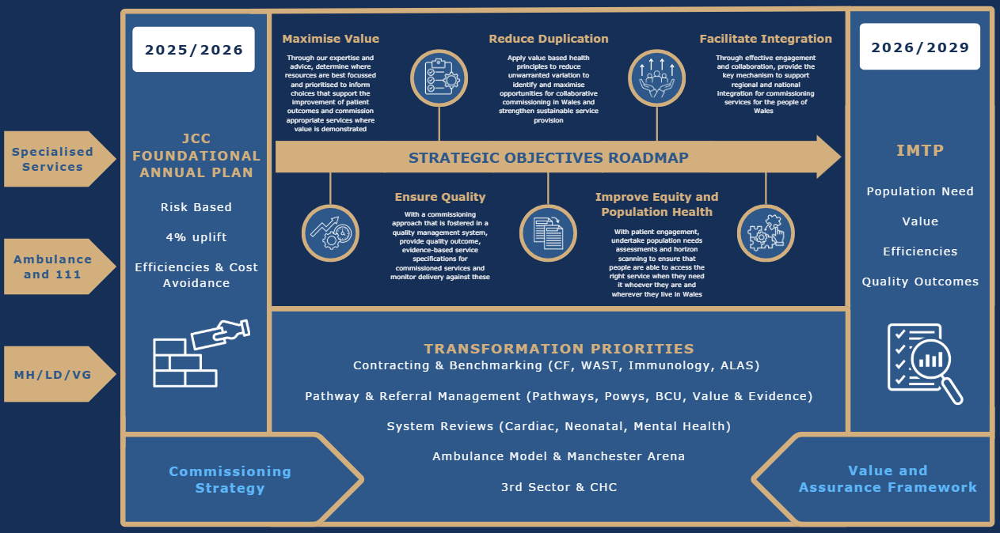 Specialised
Services
Ambulance
and 111
MH/LD/VG
2025/2026
JCC
FOUNDATIONAL
ANNUAL PLAN
Risk Based
4% uplift
Efficiencies & Cost
Avoidance
Maximise Value
Through our expertise and
advice, determine where
resources are best focussed
and prioritised to inform
choices that support the
improvement of patient
outcomes and commission
appropriate services where
value is demonstrated
Reduce Duplication
Apply value based health
principles to reduce
unwarranted variation to
identify and maximise
opportunities for collaborative
commissioning in Wales and
strengthen sustainable service
provision
Facilitate Integration
Through effective engagement
and collaboration, provide the
key mechanism to support
regional and national
integration for commissioning
services for the people of
Wales
STRATEGIC OBJECTIVES ROADMAP
Ensure Quality
With a commissioning
approach that is fostered in a
quality management system,
provide quality outcome,
evidence-based service
specifications for
commissioned services and
monitor delivery against these
Improve Equity and
Population Health
With patient engagement,
undertake population needs
assessments and horizon
scanning to ensure that
people are able to access the
right service when they need
it whoever they are and
wherever they live in Wales
2026/2029
IMTP
Population Need
Value
Efficiencies
Quality Outcomes
TRANSFORMATION PRIORITIES
Contracting & Benchmarking (CF, WAST, Immunology, ALAS)
Pathway & Referral Management (Pathways, Powys, BCU, Value & Evidence)
System Reviews (Cardiac, Neonatal, Mental Health)
Ambulance Model & Manchester Arena
3rd Sector & CHC
Commissioning
Strategy
Value and
Assurance Framework